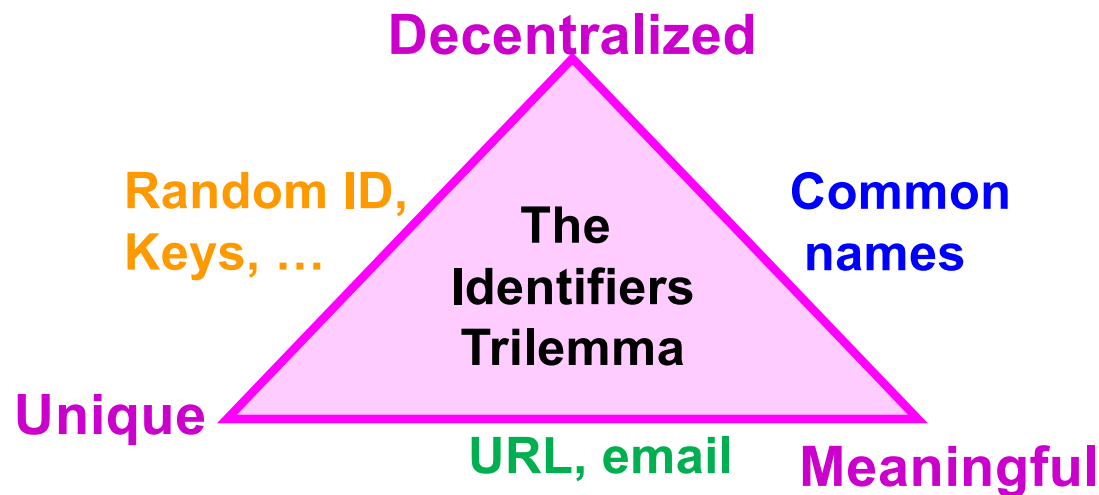 Decentralized
Random ID,
Keys, …
The
Identifiers
Trilemma
Common
names
Unique
URL, email
Meaningful